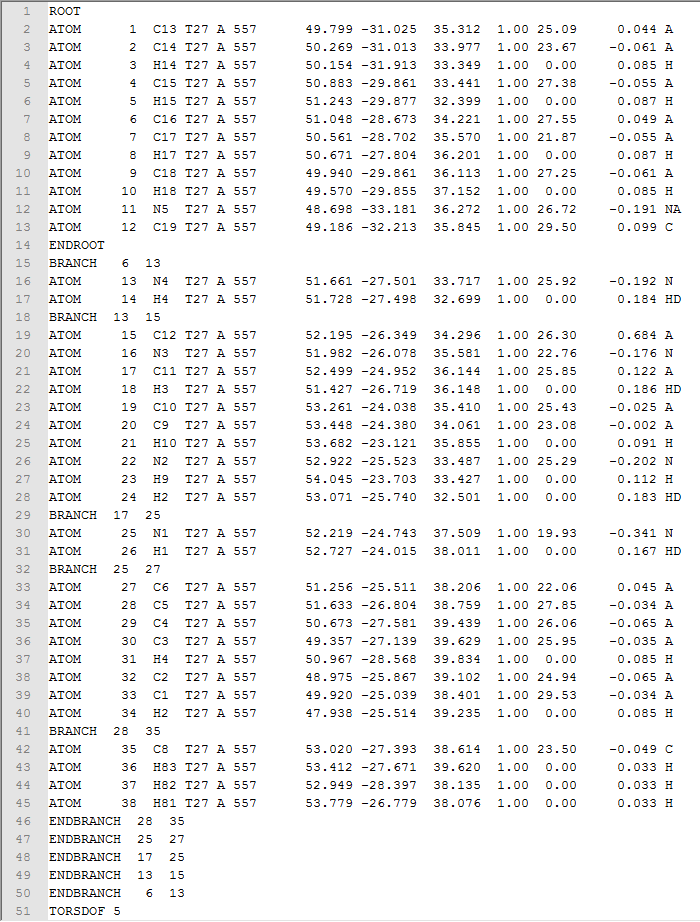 1 ROOT
2 ATOM 1 C13 T27 A 557 49.799 -31.025 35.312 1.00 25.09 0.044 A
3 ATOM 2 C14 T27 A 557 50.269 -31.013 33.977 1.00 23.67 -0.061 A
4 ATOM 3 H14 T27 A 557 50.154 -31.913 33.349 1.00 0.00 0.085 H
5 ATOM 4 C15 T27 A 557 50.883 -29.861 33.441 1.00 27.38 -0.055 A
6 ATOM 5 H15 T27 A 557 51.243 -29.877 32.399 1.00 0.00 0.087 H
7 ATOM 6 C16 T27 A 557 51.048 -28.673 34.221 1.00 27.55 0.049 A
8 ATOM 7 C17 T27 A 557 50.561 -28.702 35.570 1.00 21.87 -0.055 A
9 ATOM 8 H17 T27 A 557 50.671 -27.804 36.201 1.00 0.00 0.087 H
10 ATOM 9 C18 T27 A 557 49.940 -29.861 36.113 1.00 27.25 -0.061 A
11 ATOM 10 H18 T27 A 557 49.570 -29.855 37.152 1.00 0.00 0.085 H
12 ATOM 11 N5 T27 A 557 48.698 -33.181 36.272 1.00 26.72 -0.191 NA
13 ATOM 12 C19 T27 A 557 49.186 -32.213 35.845 1.00 29.50 0.099 C
14 ENDROOT
15 BRANCH 6 13
16 ATOM 13 N4 T27 A 557 51.661 -27.501 33.717 1.00 25.92 -0.192 N
17 ATOM 14 H4 T27 A 557 51.728 -27.498 32.699 1.00 0.00 0.184 HD
18 BRANCH 13 15
19 ATOM 15 C12 T27 A 557 52.195 -26.349 34.296 1.00 26.30 0.684 A
20 ATOM 16 N3 T27 A 557 51.982 -26.078 35.581 1.00 22.76 -0.176 N
21 ATOM 17 C11 T27 A 557 52.499 -24.952 36.144 1.00 25.85 0.122 A
22 ATOM 18 H3 T27 A 557 51.427 -26.719 36.148 1.00 0.00 0.186 HD
23 ATOM 19 C10 T27 A 557 53.261 -24.038 35.410 1.00 25.43 -0.025 A
24 ATOM 20 C9 T27 A 557 53.448 -24.380 34.061 1.00 23.08 -0.002 A
25 ATOM 21 H10 T27 A 557 53.682 -23.121 35.855 1.00 0.00 0.091 H
26 ATOM 22 N2 T27 A 557 52.922 -25.523 33.487 1.00 25.29 -0.202 N
27 ATOM 23 H9 T27 A 557 54.045 -23.703 33.427 1.00 0.00 0.112 H
28 ATOM 24 H2 T27 A 557 53.071 -25.740 32.501 1.00 0.00 0.183 HD
29 BRANCH 17 25
30 ATOM 25 N1 T27 A 557 52.219 -24.743 37.509 1.00 19.93 -0.341 N
31 ATOM 26 H1 T27 A 557 52.727 -24.015 38.011 1.00 0.00 0.167 HD
32 BRANCH 25 27
33 ATOM 27 C6 T27 A 557 51.256 -25.511 38.206 1.00 22.06 0.045 A
34 ATOM 28 C5 T27 A 557 51.633 -26.804 38.759 1.00 27.85 -0.034 A
35 ATOM 29 C4 T27 A 557 50.673 -27.581 39.439 1.00 26.06 -0.065 A
36 ATOM 30 C3 T27 A 557 49.357 -27.139 39.629 1.00 25.95 -0.035 A
37 ATOM 31 H4 T27 A 557 50.967 -28.568 39.834 1.00 0.00 0.085 H
38 ATOM 32 C2 T27 A 557 48.975 -25.867 39.102 1.00 24.94 -0.065 A
39 ATOM 33 C1 T27 A 557 49.920 -25.039 38.401 1.00 29.53 -0.034 A
40 ATOM 34 H2 T27 A 557 47.938 -25.514 39.235 1.00 0.00 0.085 H
41 BRANCH 28 35
42 ATOM 35 C8 T27 A 557 53.020 -27.393 38.614 1.00 23.50 -0.049 C
43 ATOM 36 H83 T27 A 557 53.412 -27.671 39.620 1.00 0.00 0.033 H
44 ATOM 37 H82 T27 A 557 52.949 -28.397 38.135 1.00 0.00 0.033 H
45 ATOM 38 H81 T27 A 557 53.779 -26.779 38.076 1.00 0.00 0.033 H
46 ENDBRANCH 28 35
47 ENDBRANCH 25 27
48 ENDBRANCH 17 25
49 ENDBRANCH 13 15
50 ENDBRANCH 6 13
51 TORSDOF 5